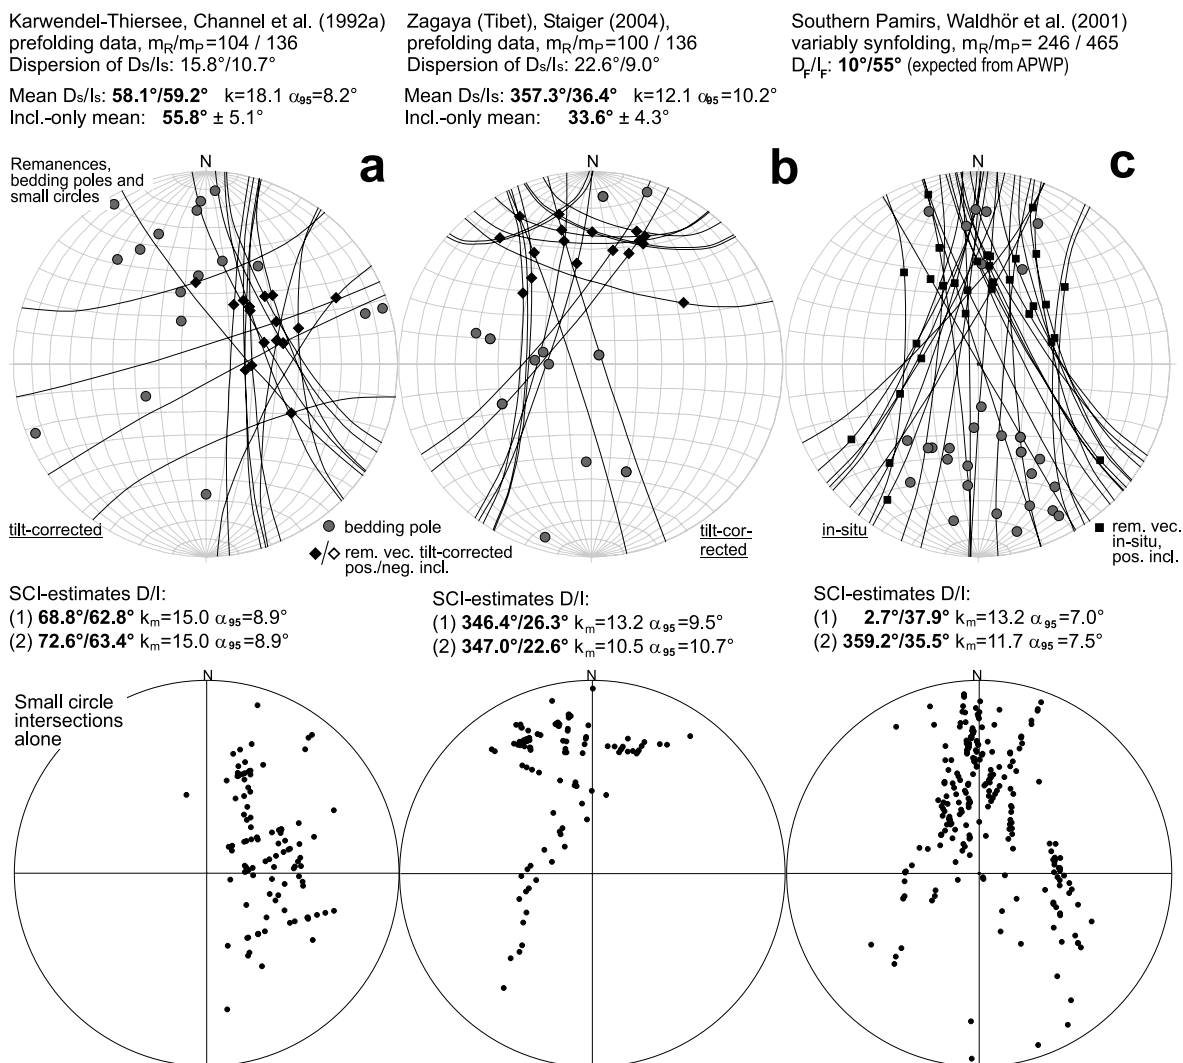 Karwendel-Thiersee, Channel et al. (1992a)
prefolding data, mR/mP=104 / 136
Dispersion of Ds/Is: 15.8°/10.7°
Mean Ds/Is: 58.1°/59.2° k=18.1 α95=8.2°
Incl.-only mean: 55.8° ± 5.1°
Zagaya (Tibet), Staiger (2004),
prefolding data, mR/mP=100 / 136
Dispersion of Ds/Is: 22.6°/9.0°
Mean Ds/Is: 357.3°/36.4° k=12.1 α95=10.2°
Incl.-only mean: 33.6° ± 4.3°
Southern Pamirs, Waldhör et al. (2001)
variably synfolding, mR/mP= 246 / 465
DF/IF: 10°/55° (expected from APWP)
Remanences,
bedding poles and
small circles
N
a
N
b
N
c
tilt-corrected
bedding pole
rem. vec. tilt-corrected
pos./neg. incl.
tilt-cor-
rected
in-situ
rem. vec.
in-situ,
pos. incl.
SCI-estimates D/I:
(1) 68.8°/62.8° km=15.0 α95=8.9°
(2) 72.6°/63.4° km=15.0 α95=8.9°
SCI-estimates D/I:
(1) 346.4°/26.3° km=13.2 α95=9.5°
(2) 347.0°/22.6° km=10.5 α95=10.7°
SCI-estimates D/I:
(1) 2.7°/37.9° km=13.2 α95=7.0°
(2) 359.2°/35.5° km=11.7 α95=7.5°
Small circle
intersections
alone
N
N
N